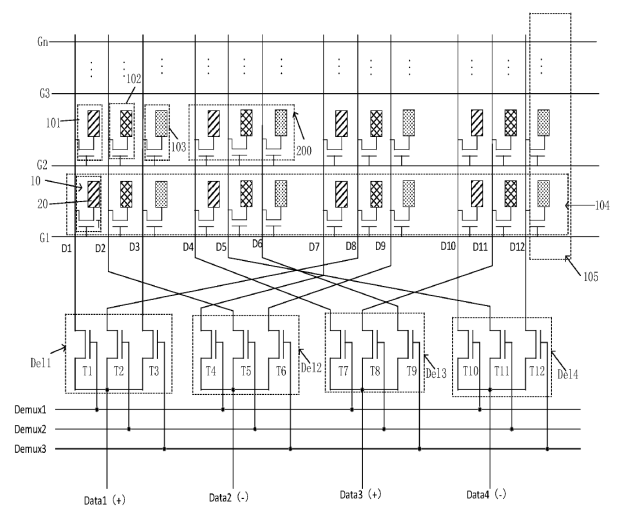 Gn
G3
102
101
103
200
G2
10
20
104
G1
D1 D2 D3 D4 D5 D6 D7 D8 D9 D10 D11 D12
105
De11 T1 T2 T3 T4 T5 T6 De12 T7 T8 T9 De13 T10 T11 T12 De14
Demux1
Demux2
Demux3
Data1 (+) Data2 (-) Data3 (+) Data4 (-)